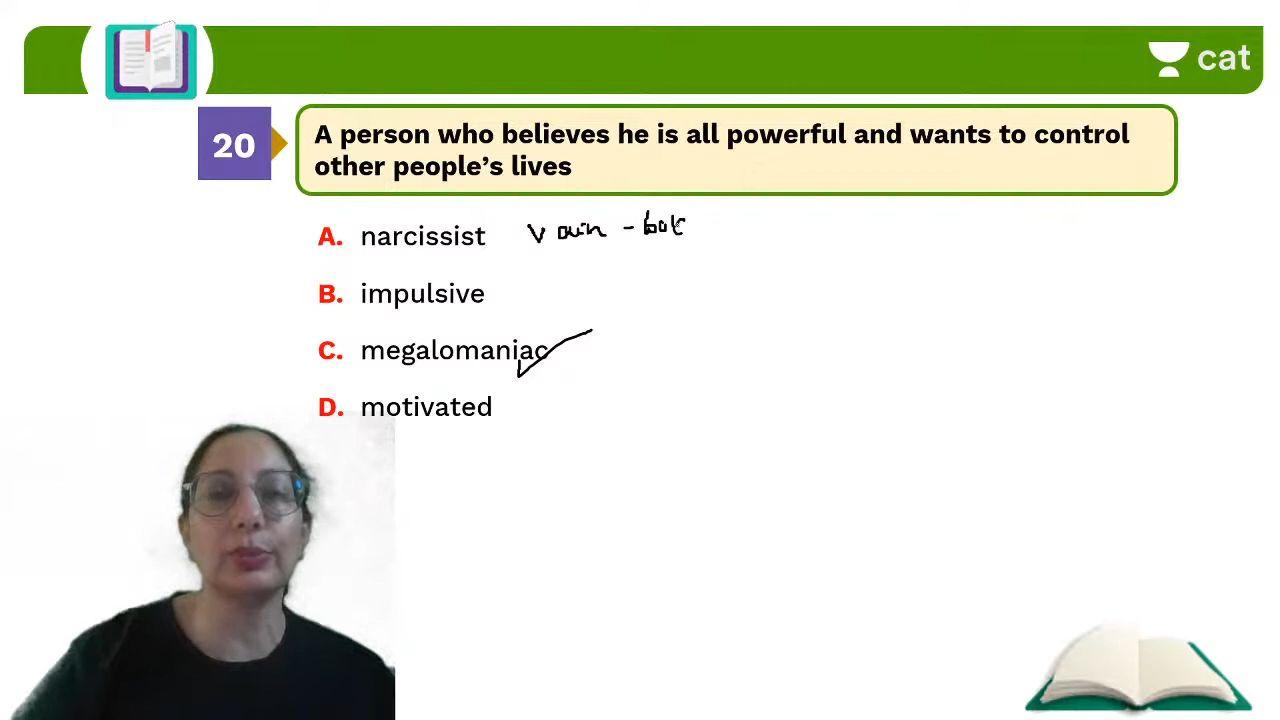 cat
20
A person who believes he is all powerful and wants to control
other people's lives
A. narcissist vain -
B. impulsive
C. megalomaniac
D. motivated